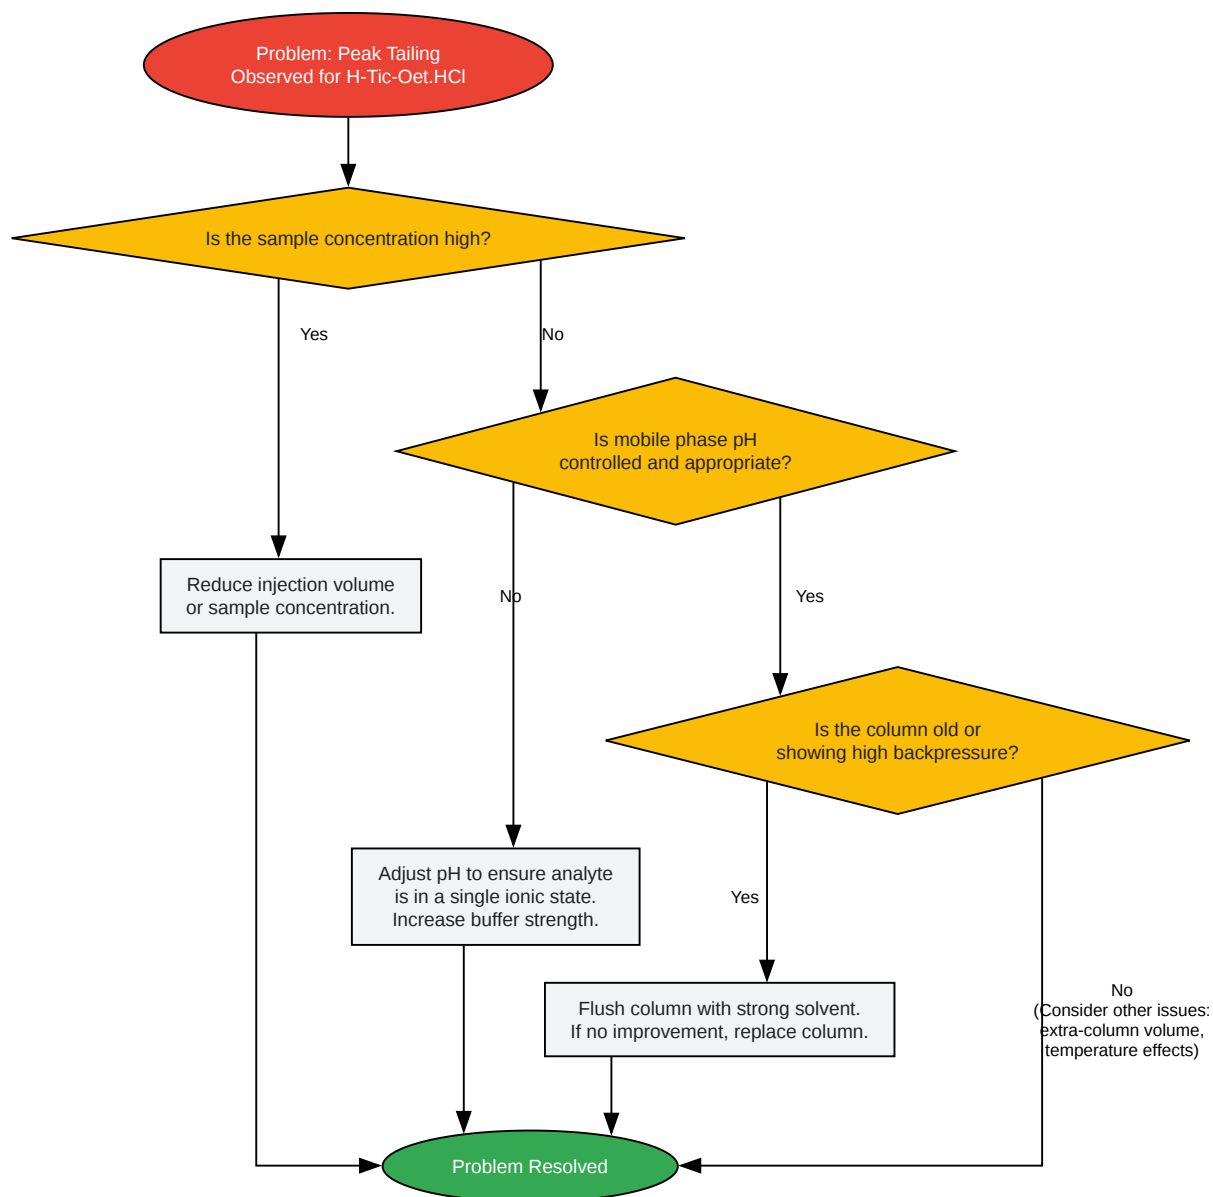 Problem: Peak Tailing
Observed for H-Tic-Oet.HCl
Is the sample concentration high?
Yes
No
Is mobile phase pH
controlled and appropriate?
Reduce injection volume
or sample concentration.
No
Yes
Is the column old or
showing high backpressure?
Adjust pH to ensure analyte
is in a single ionic state.
Increase buffer strength.
Yes
Flush column with strong solvent.
If no improvement, replace column.
No
(Consider other issues:
extra-column volume,
temperature effects)
Problem Resolved